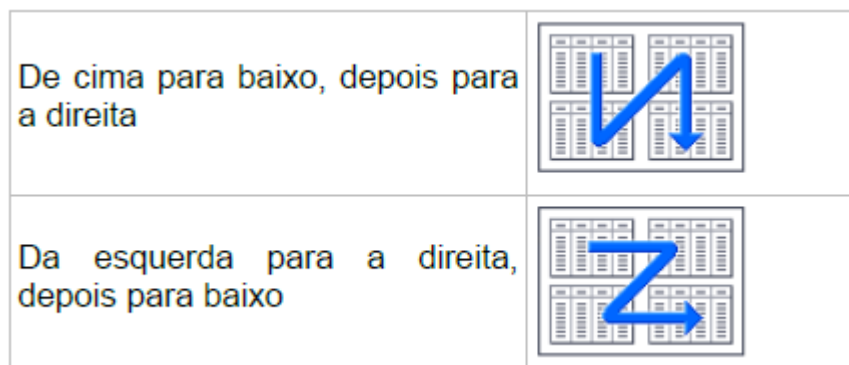 De cima para baixo, depois para
a direita
Da esquerda para a direita,
depois para baixo